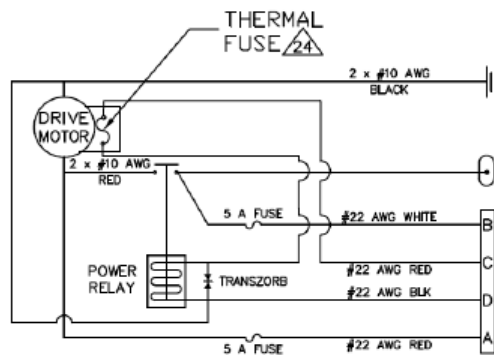 THERMAL
FUSE 24
2 x #10 AWG
BLACK
DRIVE
MOTOR
2 x #10 AWG
RED
5 A FUSE
#22 AWG WHITE
B
POWER
RELAY
TRANSZORB
C
#22 AWG RED
D
#22 AWG BLK
A
#22 AWG RED
5 A FUSE